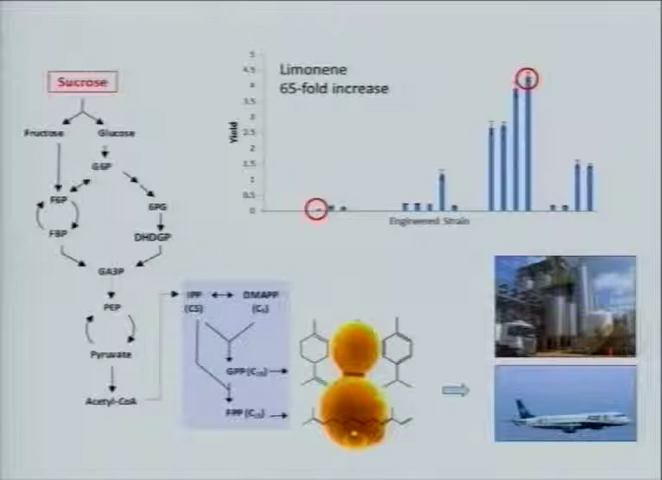 Sucrose
Fructose
Glucose
G6P
F6P
6PG
FBP
DHDGP
GA3P
PEP
Pyruvate
Acetyl-CoA
Limonene
65-fold increase
Yield
5
4.5
4
3.5
3
2.5
2
1.5
1
0.5
0
Engineered Strain
IPP
(C5)
DMAPP
(C₅)
GPP (C₁₀)
FPP (C₁₅)